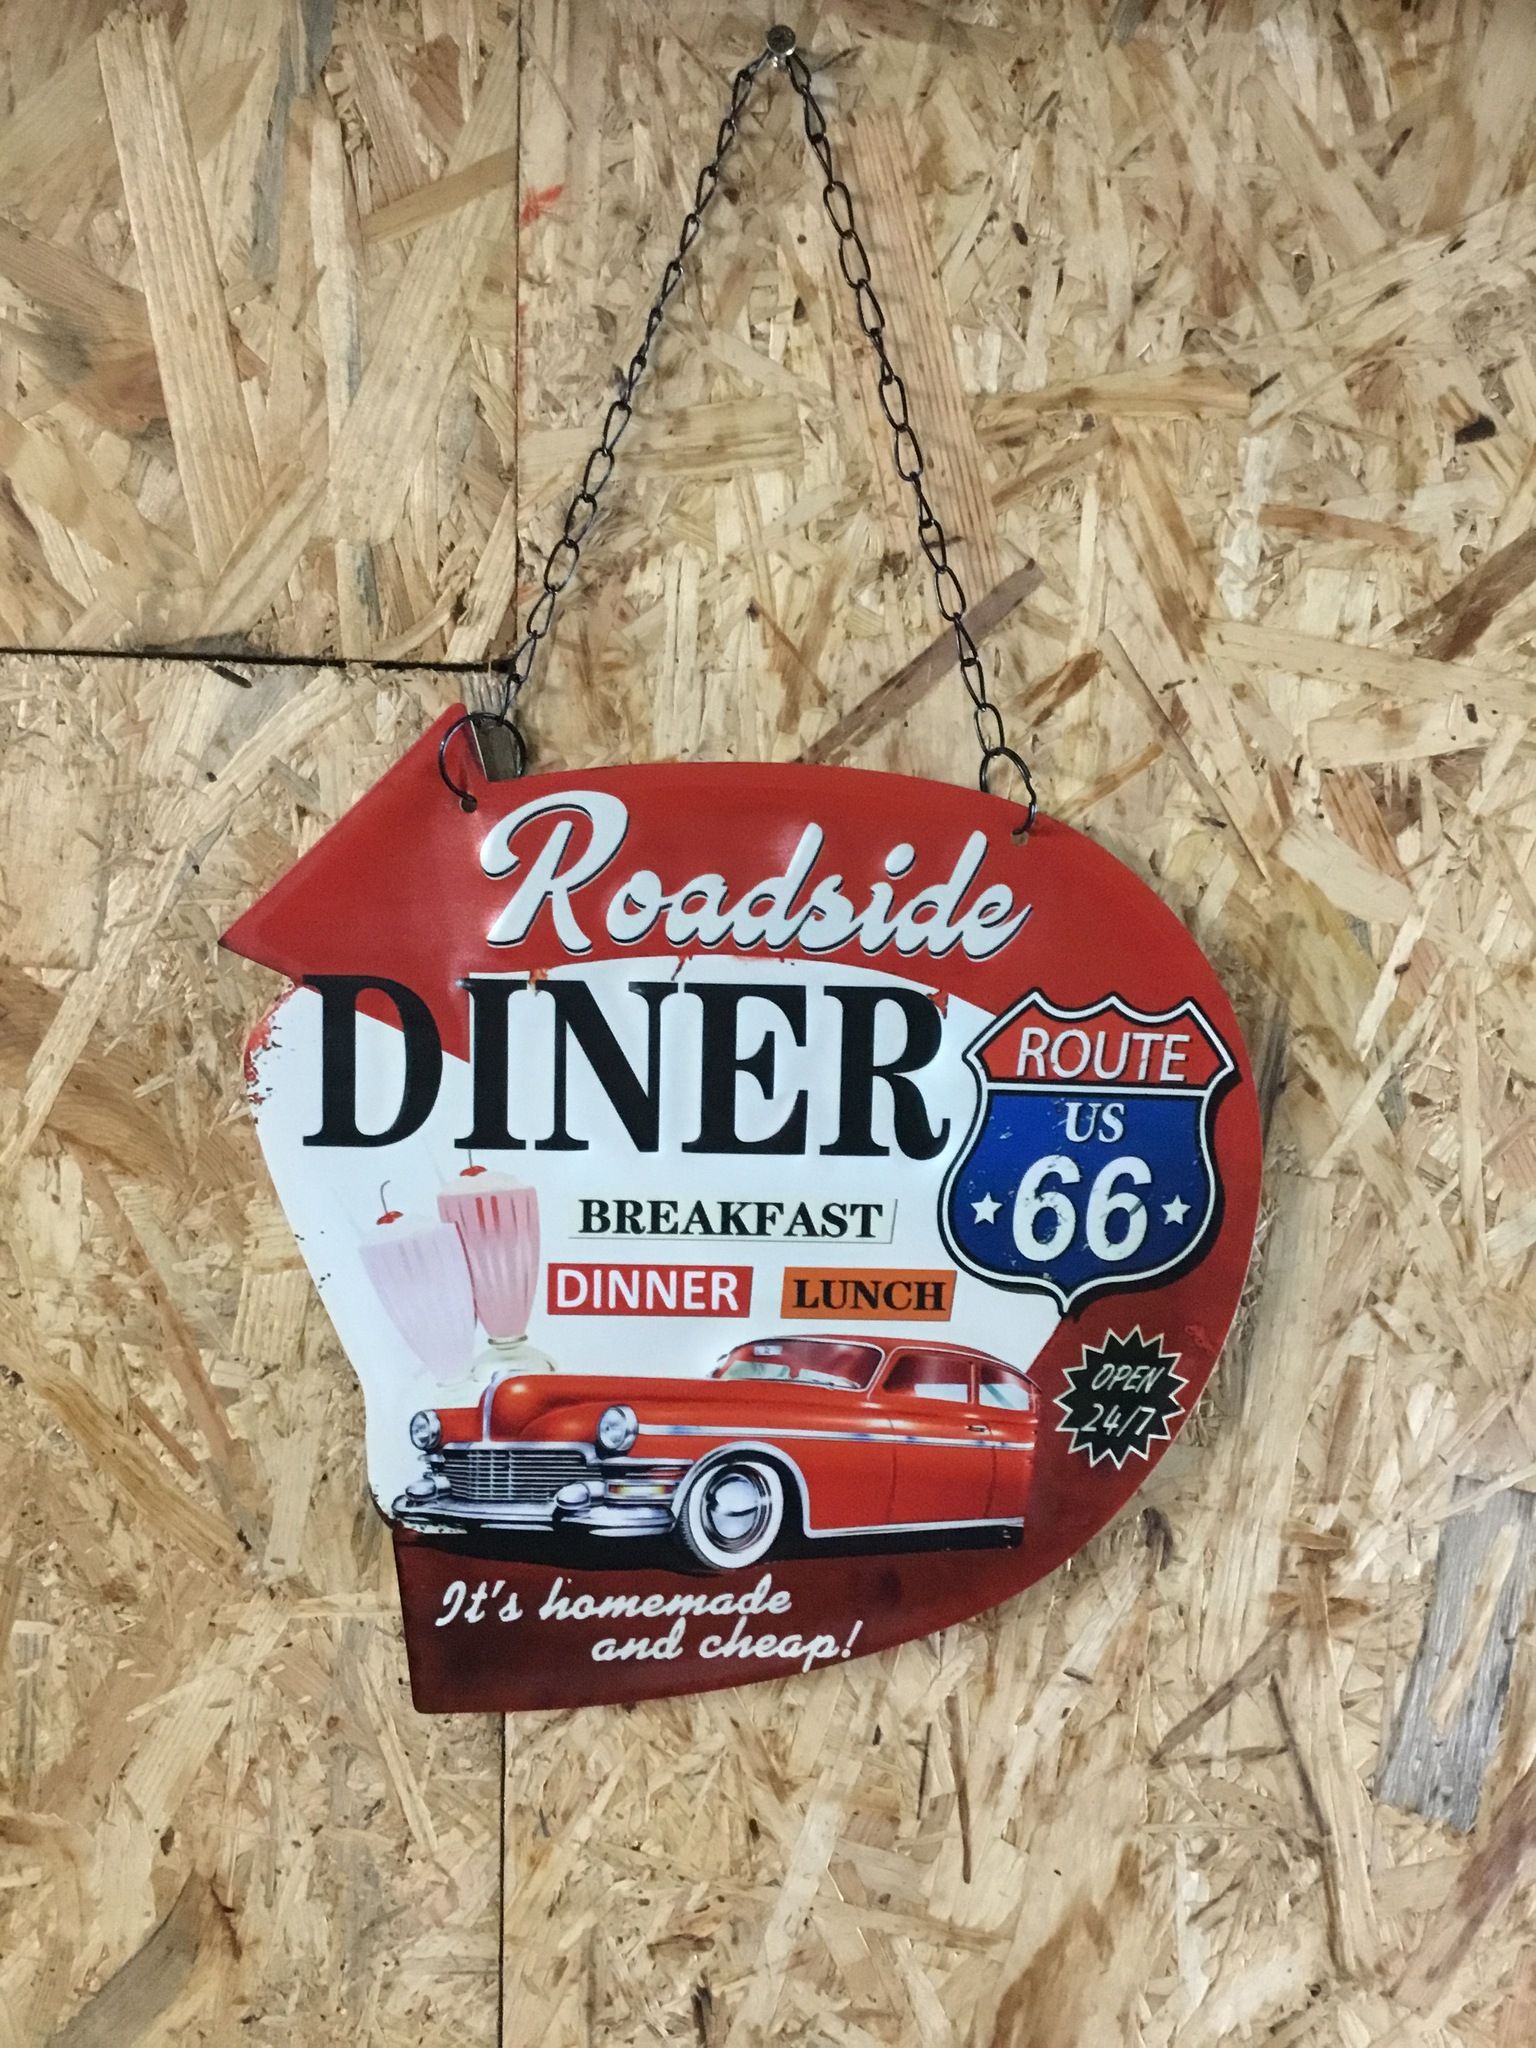 Roadside
DINER
ROUTE
US
66
BREAKFAST
DINNER LUNCH
OPEN
24/7
It's homemade
and cheap!